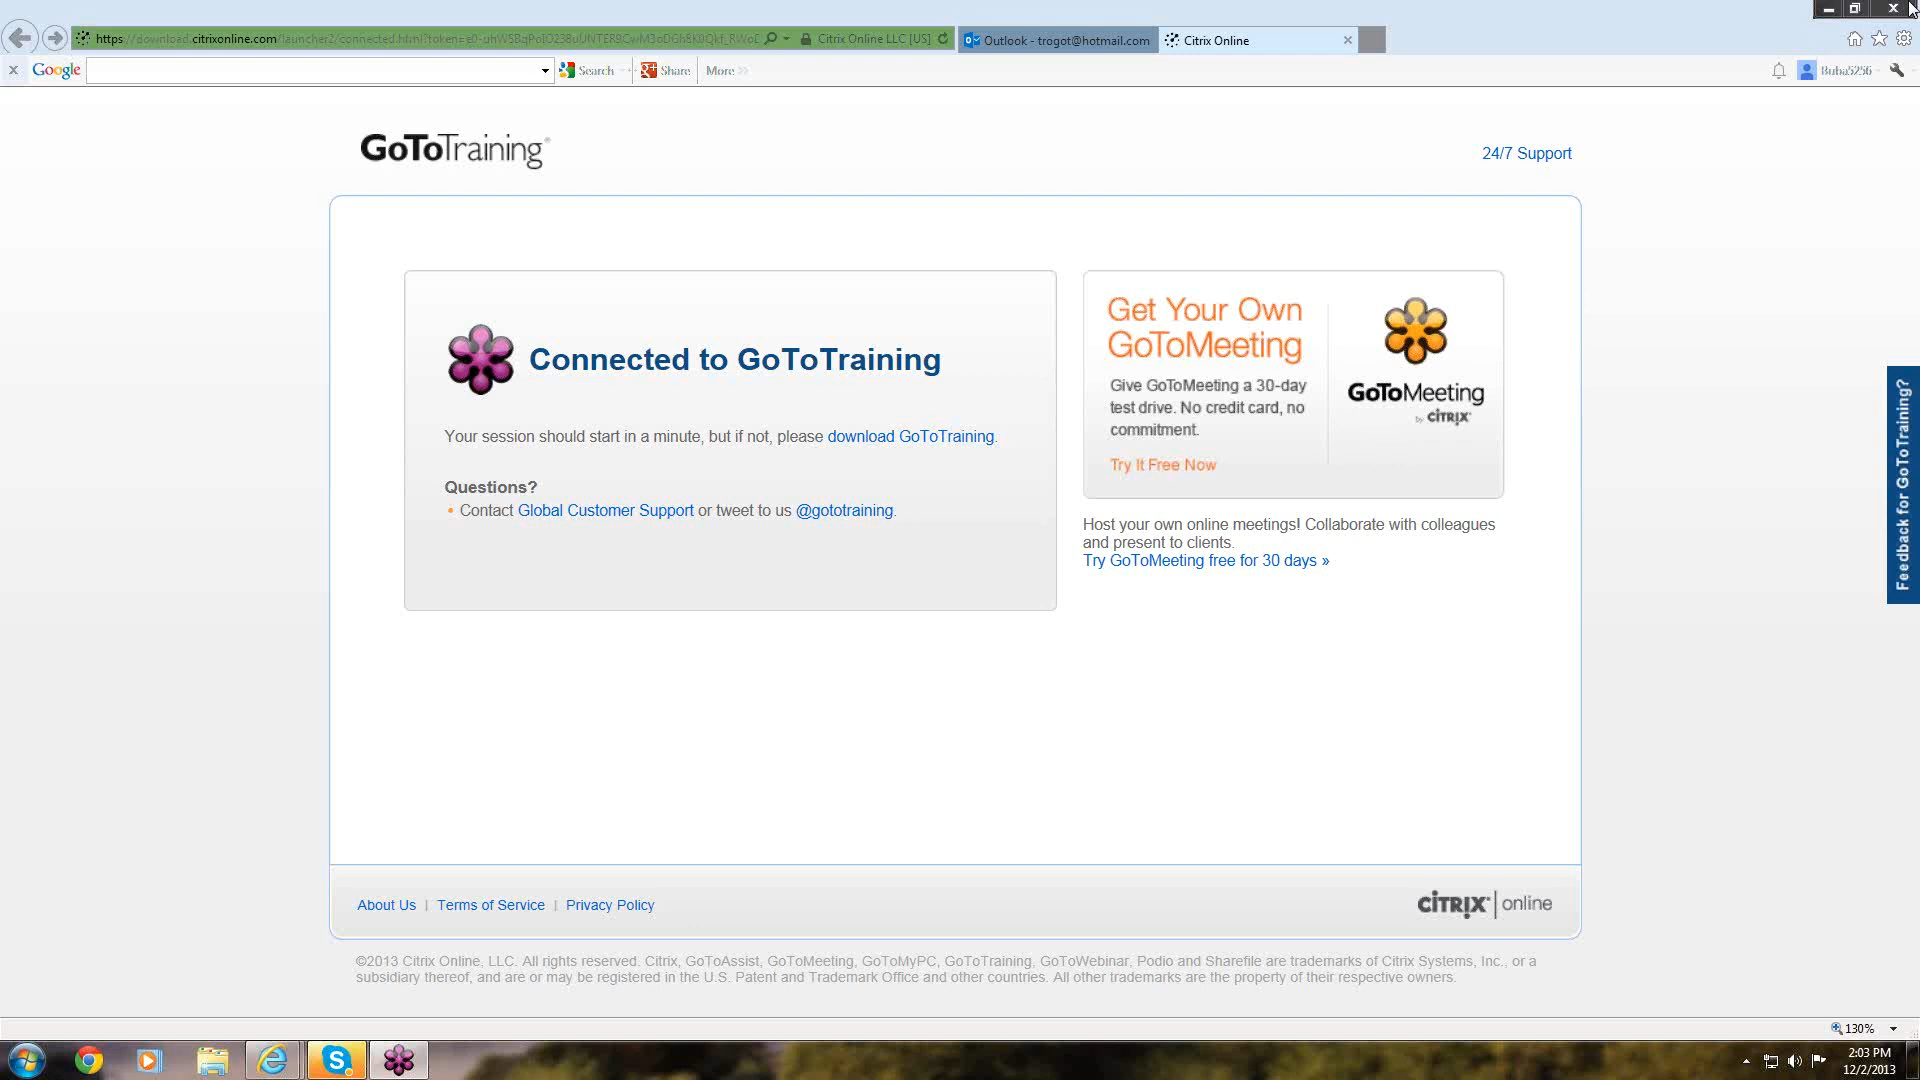 Citrix Online LLC [US]
Outlook - trogot@hotmail.com
Citrix Online
x Google
Search
Share
More »
Buba5256
GoToTraining
24/7 Support
Connected to GoToTraining
Your session should start in a minute, but if not, please download GoToTraining.
Questions?
• Contact Global Customer Support or tweet to us @gototraining.
Get Your Own
GoToMeeting
Give GoToMeeting a 30-day
test drive. No credit card, no
commitment.
Try It Free Now
GoToMeeting
by CITRIX
Host your own online meetings! Collaborate with colleagues
and present to clients.
Try GoToMeeting free for 30 days »
Feedback for GoToTraining?
About Us | Terms of Service | Privacy Policy
CITRIX | online
©2013 Citrix Online, LLC. All rights reserved. Citrix, GoToAssist, GoToMeeting, GoToMyPC, GoToTraining, GoToWebinar, Podio and Sharefile are trademarks of Citrix Systems, Inc., or a
subsidiary thereof, and are or may be registered in the U.S. Patent and Trademark Office and other countries. All other trademarks are the property of their respective owners.
130%
2:03 PM
12/2/2013